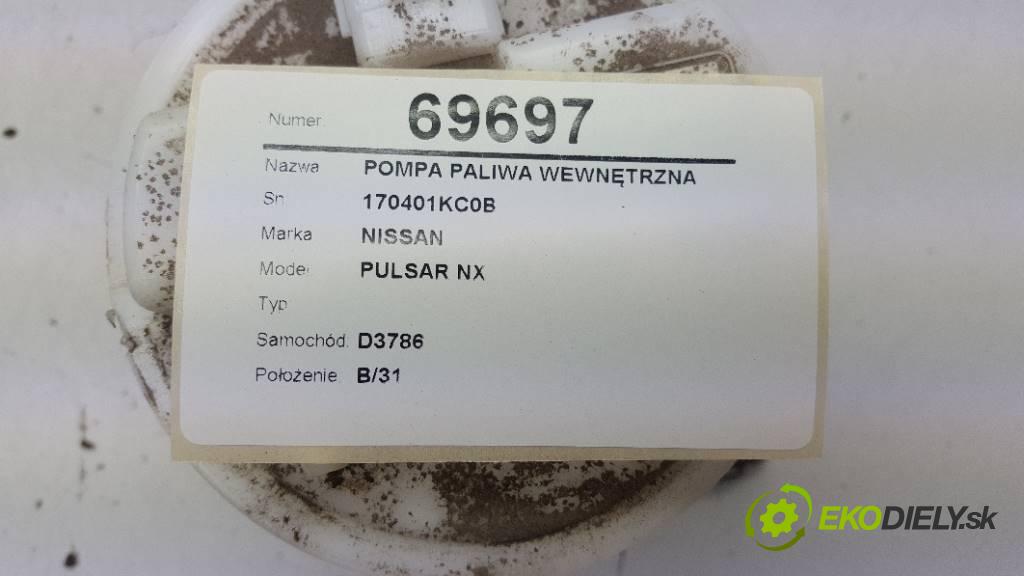 Numer. 69697
Nazwa POMPA PALIWA WEWNĘTRZNA
Sn 170401KC0B
Marka NISSAN
Model PULSAR NX
Typ
Samochód. D3786
Położenie B/31
EKODIELY.sk